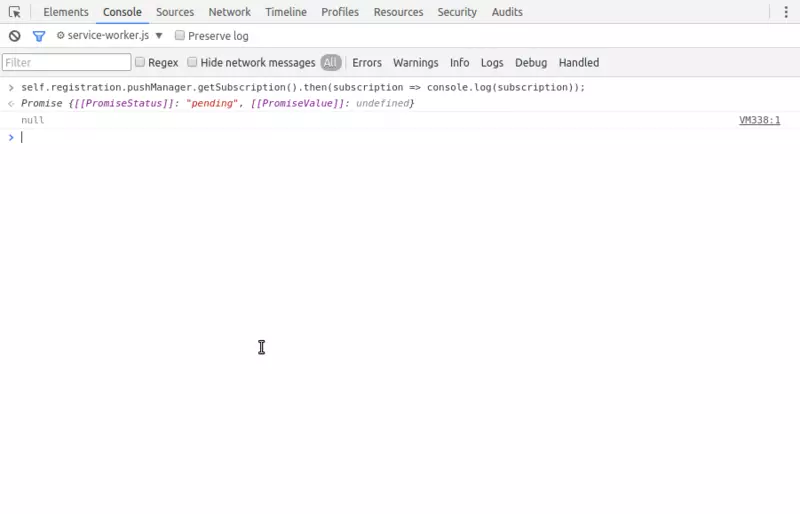 Elements Console Sources Network Timeline Profiles Resources Security Audits
service-worker.js ▼ Preserve log
Filter Regex Hide network messages All Errors Warnings Info Logs Debug Handled
> self.registration.pushManager.getSubscription().then(subscription => console.log(subscription));
< Promise {[[PromiseStatus]]: "pending", [[PromiseValue]]: undefined}
null VM338:1
>